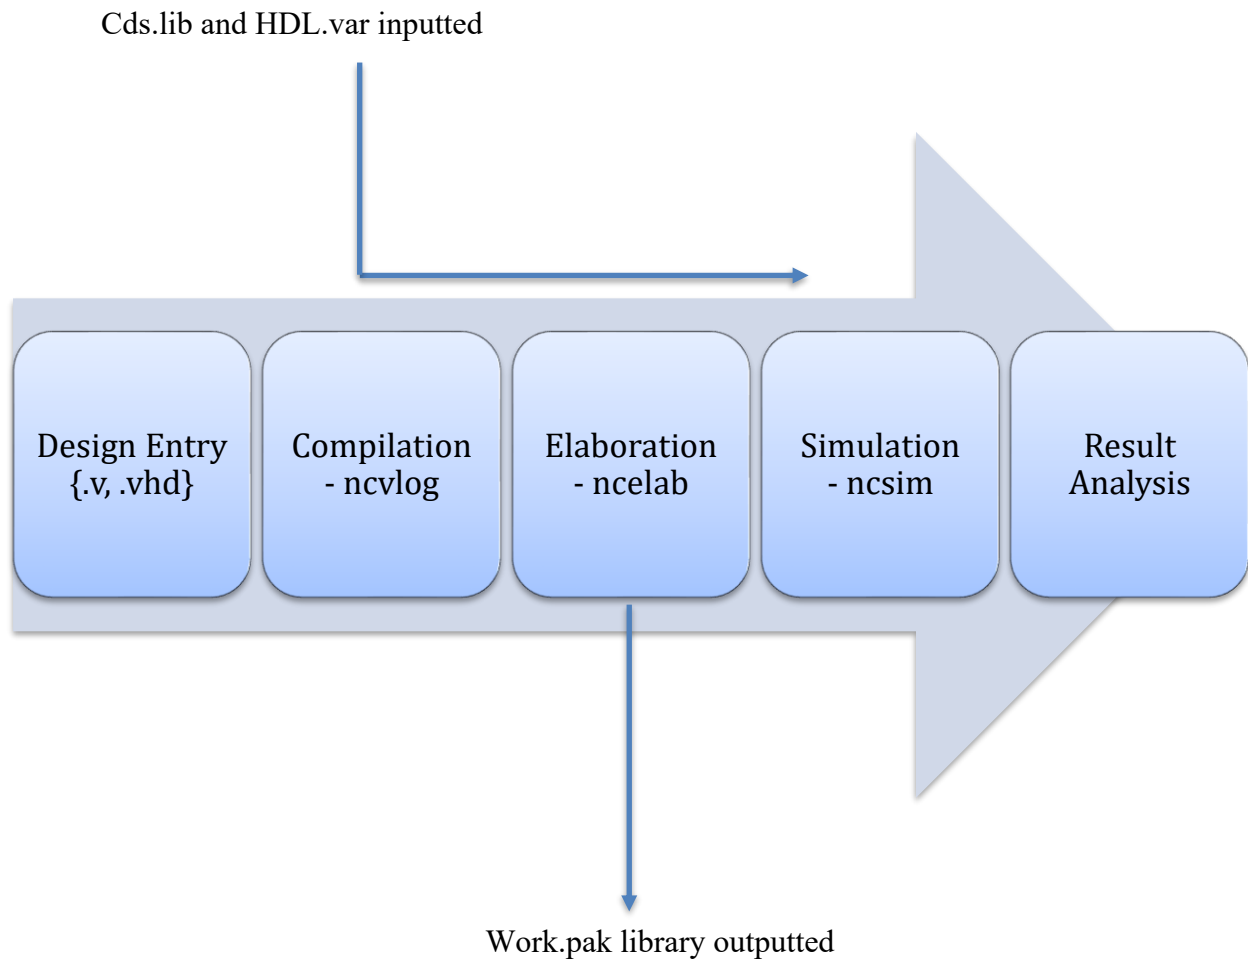 Cds.lib and HDL.var inputted
Design Entry
{.v, .vhd}
Compilation
- ncvlog
Elaboration
- ncelab
Simulation
- ncsim
Result
Analysis
Work.pak library outputted